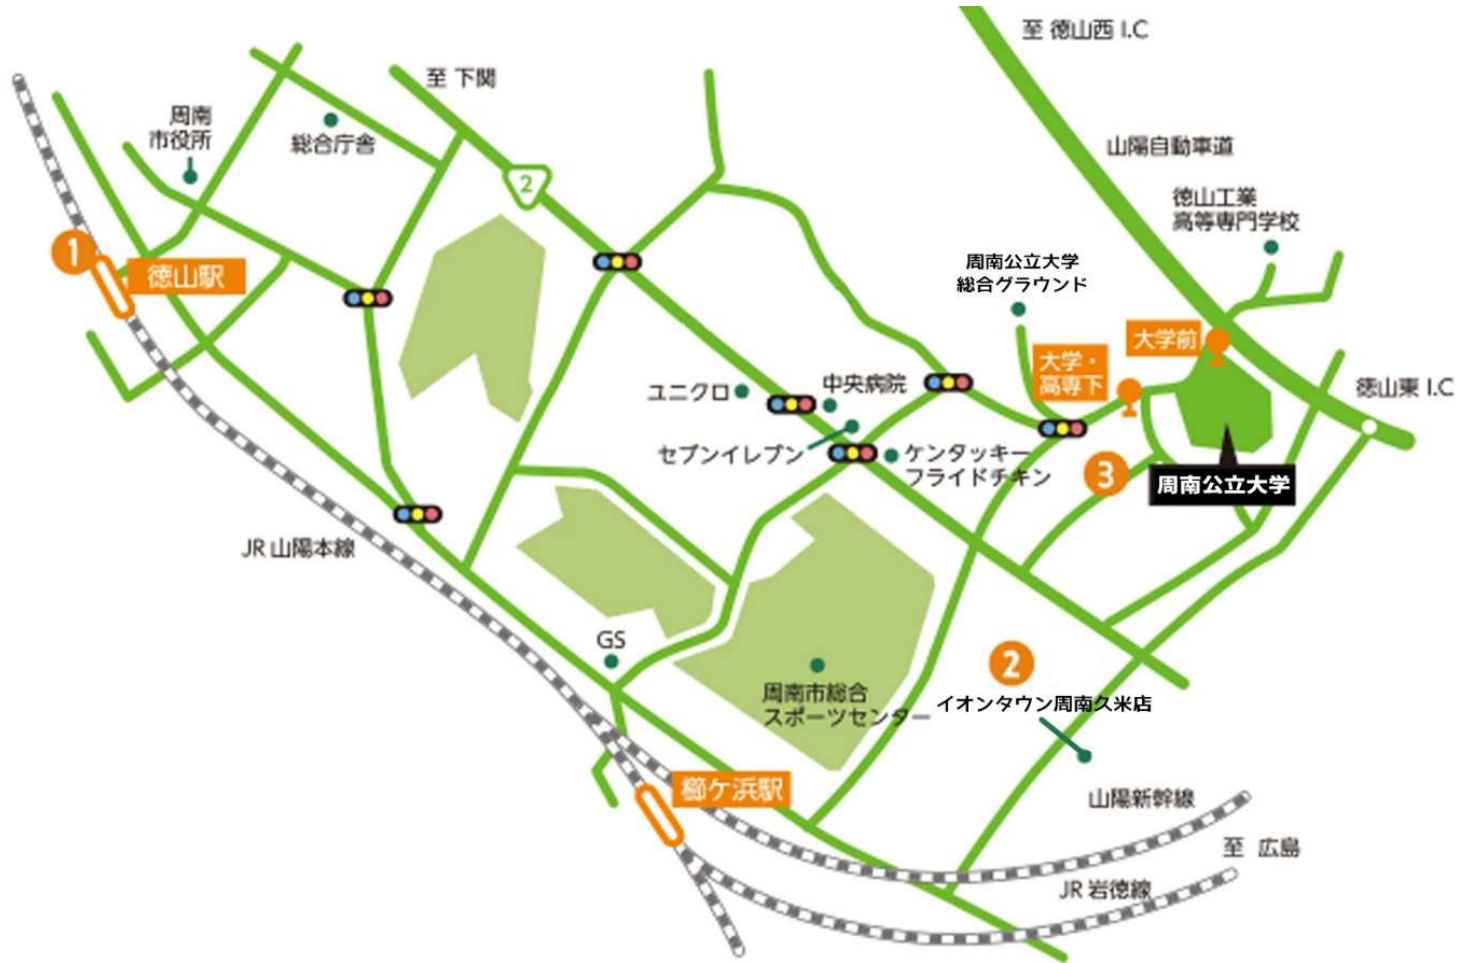 至 徳山西 I.C
至 下関
周南
市役所
総合庁舎
2
山陽自動車道
徳山工業
高等専門学校
1
徳山駅
周南公立大学
総合グラウンド
大学前
大学・
高専下
徳山東 I.C
ユニクロ
中央病院
セブンイレブン
ケンタッキー
フライドチキン
3
周南公立大学
JR 山陽本線
GS
2
周南市総合
スポーツセンター
イオンタウン周南久米店
櫛ケ浜駅
山陽新幹線
至 広島
JR 岩徳線